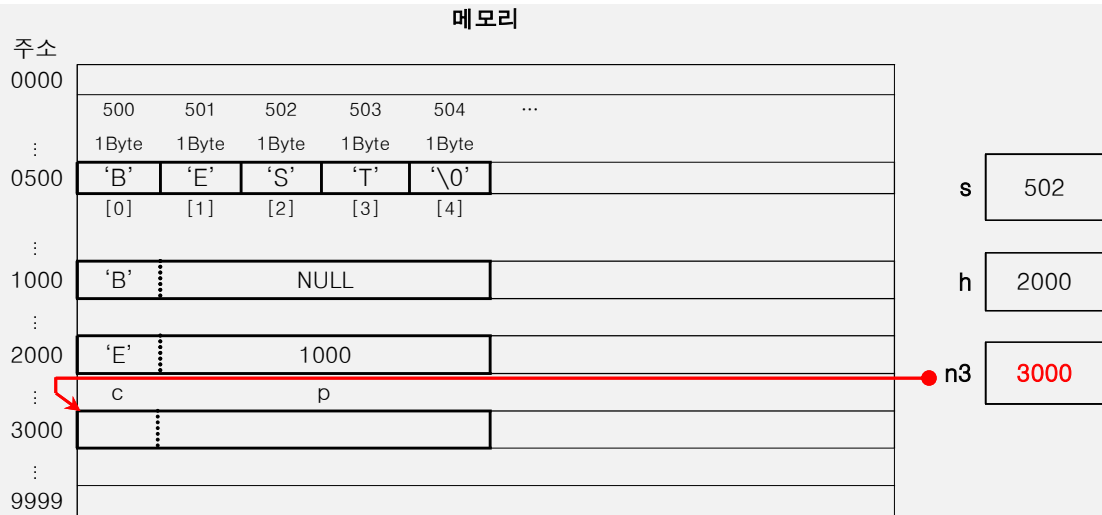 메모리
주소
0000
500 501 502 503 504 …
1Byte 1Byte 1Byte 1Byte 1Byte
⋮
0500 ‘B’ ‘E’ ‘S’ ‘T’ ‘\0’
[0] [1] [2] [3] [4]
s 502
⋮
1000 ‘B’ NULL
h 2000
⋮
2000 ‘E’ 1000
n3 3000
⋮ c p
3000
⋮
9999